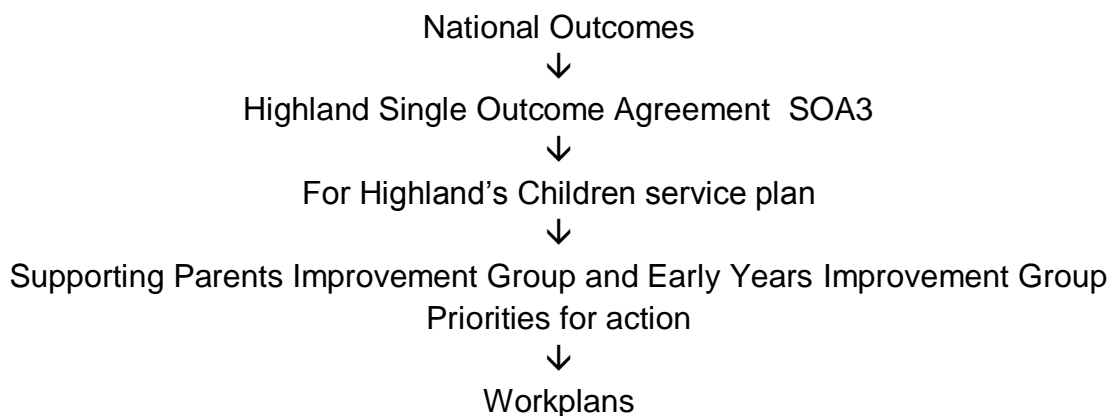 National Outcomes
↓
Highland Single Outcome Agreement  SOA3
↓
For Highland’s Children service plan
↓
Supporting Parents Improvement Group and Early Years Improvement Group
Priorities for action
↓
Workplans